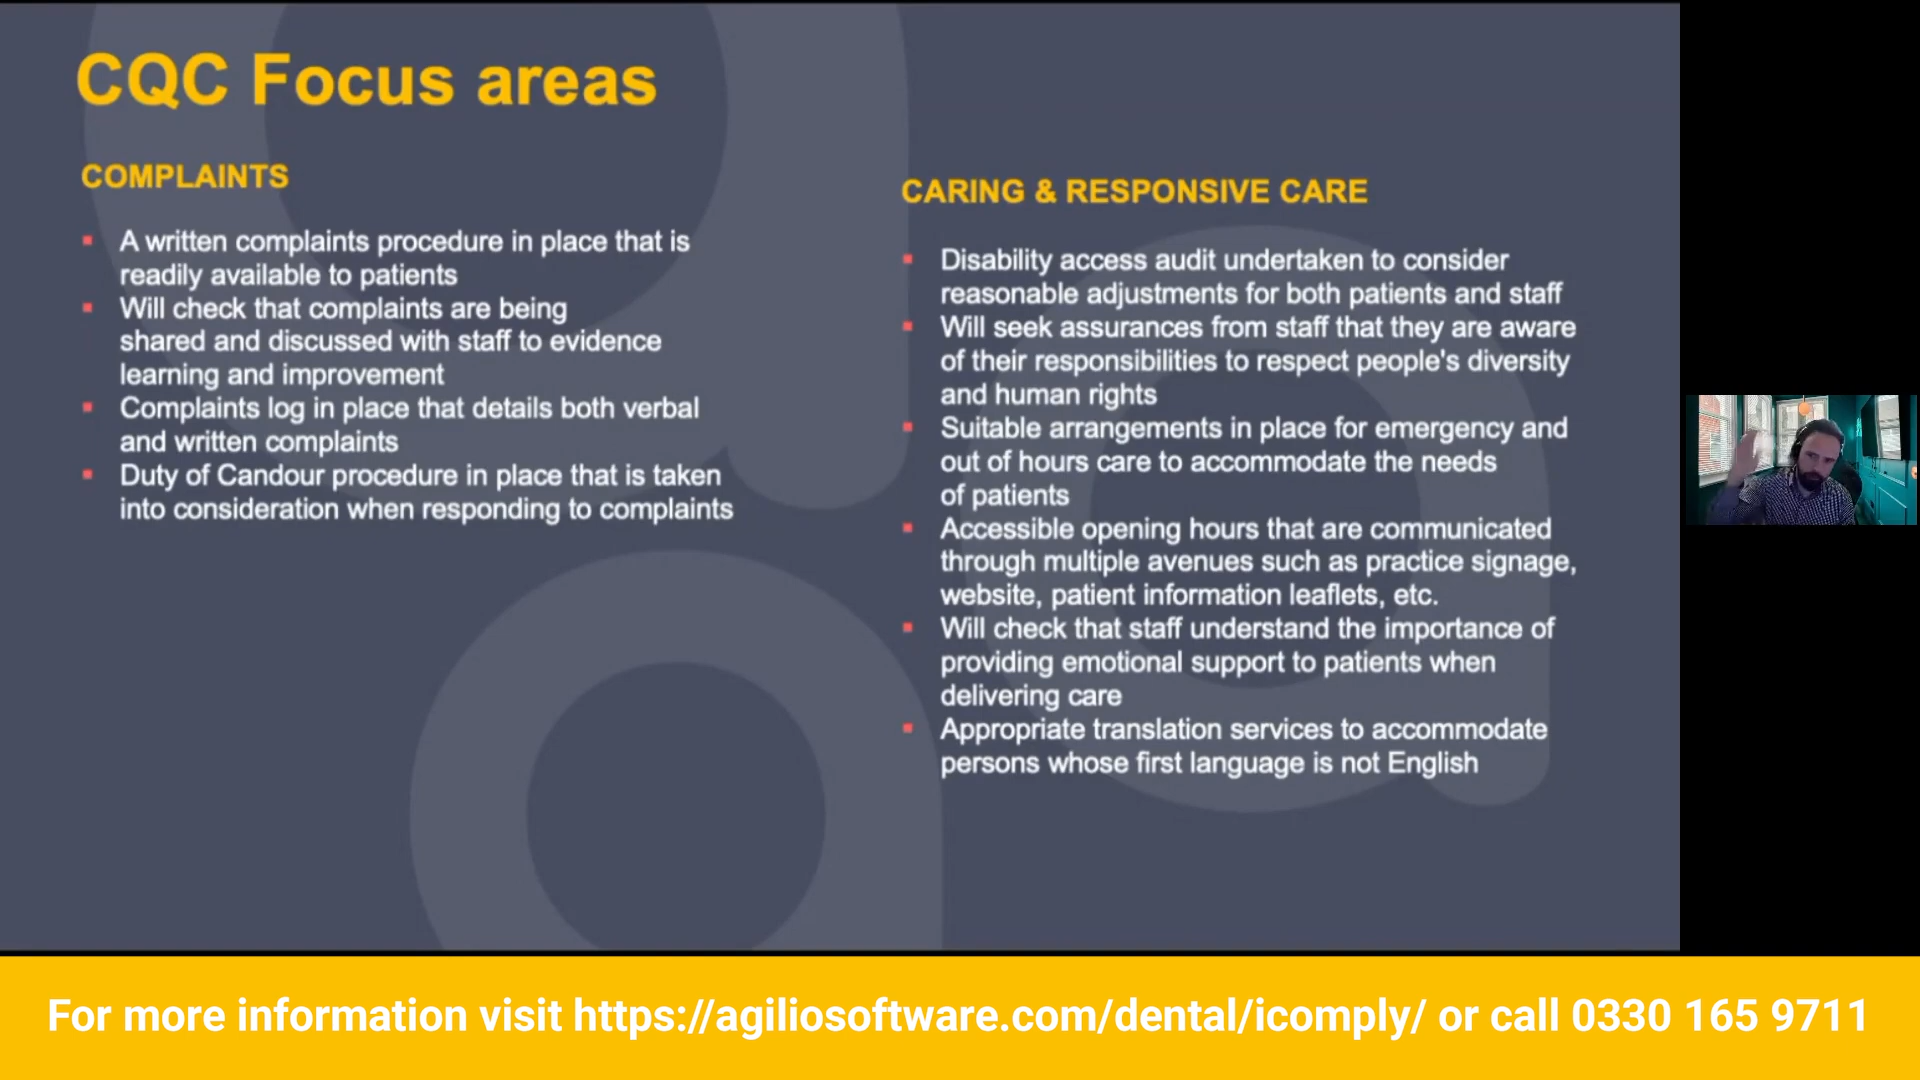 CQC Focus areas
COMPLAINTS
▪ A written complaints procedure in place that is
readily available to patients
▪ Will check that complaints are being
shared and discussed with staff to evidence
learning and improvement
▪ Complaints log in place that details both verbal
and written complaints
▪ Duty of Candour procedure in place that is taken
into consideration when responding to complaints
CARING & RESPONSIVE CARE
▪ Disability access audit undertaken to consider
reasonable adjustments for both patients and staff
▪ Will seek assurances from staff that they are aware
of their responsibilities to respect people's diversity
and human rights
▪ Suitable arrangements in place for emergency and
out of hours care to accommodate the needs
of patients
▪ Accessible opening hours that are communicated
through multiple avenues such as practice signage,
website, patient information leaflets, etc.
▪ Will check that staff understand the importance of
providing emotional support to patients when
delivering care
▪ Appropriate translation services to accommodate
persons whose first language is not English
For more information visit https://agiliosoftware.com/dental/icomply/ or call 0330 165 9711